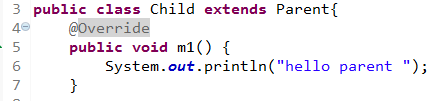 3 public class Child extends Parent{
4 @Override
5 public void m1() {
6 System.out.println("hello parent ");
7 }